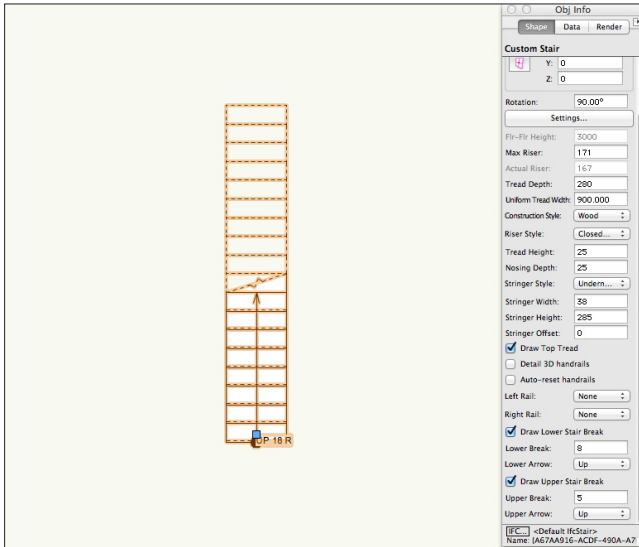 Obj Info
Shape Data Render
Custom Stair
Y: 0
Z: 0
Rotation: 90.00°
Settings...
Flr-Flr Height: 3000
Max Riser: 171
Actual Riser: 167
Tread Depth: 280
Uniform Tread Width: 900.000
Construction Style: Wood
Riser Style: Closed...
Tread Height: 25
Nosing Depth: 25
Stringer Style: Undern...
Stringer Width: 38
Stringer Height: 285
Stringer Offset: 0
Draw Top Tread
Detail 3D handrails
Auto-reset handrails
Left Rail: None
Right Rail: None
Draw Lower Stair Break
Lower Break: 8
Lower Arrow: Up
Draw Upper Stair Break
Upper Break: 5
Upper Arrow: Up
IFC... <Default IfcStair>
Name: {A67AA916-ACDF-490A-A7
UP 18 R